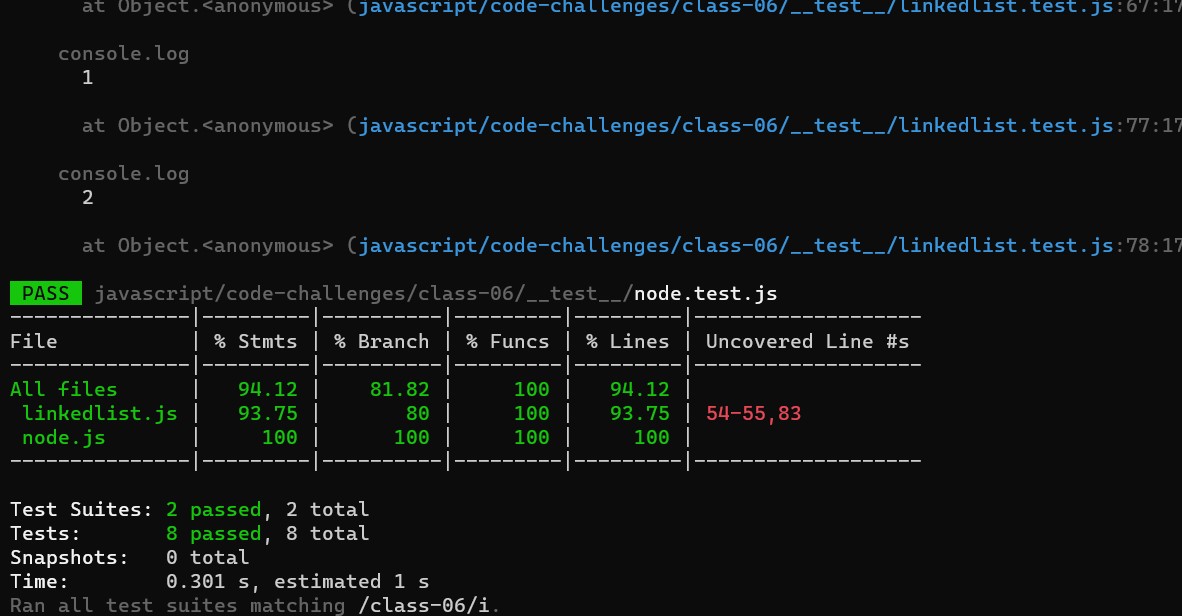 at Object.<anonymous> (javascript/code-challenges/class-06/__test__/linkedlist.test.js:67:17
console.log
1
at Object.<anonymous> (javascript/code-challenges/class-06/__test__/linkedlist.test.js:77:17
console.log
2
at Object.<anonymous> (javascript/code-challenges/class-06/__test__/linkedlist.test.js:78:17
PASS javascript/code-challenges/class-06/__test__/node.test.js
---------------|---------|----------|---------|---------|-------------------
File | % Stmts | % Branch | % Funcs | % Lines | Uncovered Line #s
---------------|---------|----------|---------|---------|-------------------
All files | 94.12 | 81.82 | 100 | 94.12 |
linkedlist.js | 93.75 | 80 | 100 | 93.75 | 54-55,83
node.js | 100 | 100 | 100 | 100 |
---------------|---------|----------|---------|---------|-------------------
Test Suites: 2 passed, 2 total
Tests: 8 passed, 8 total
Snapshots: 0 total
Time: 0.301 s, estimated 1 s
Ran all test suites matching /class-06/i.